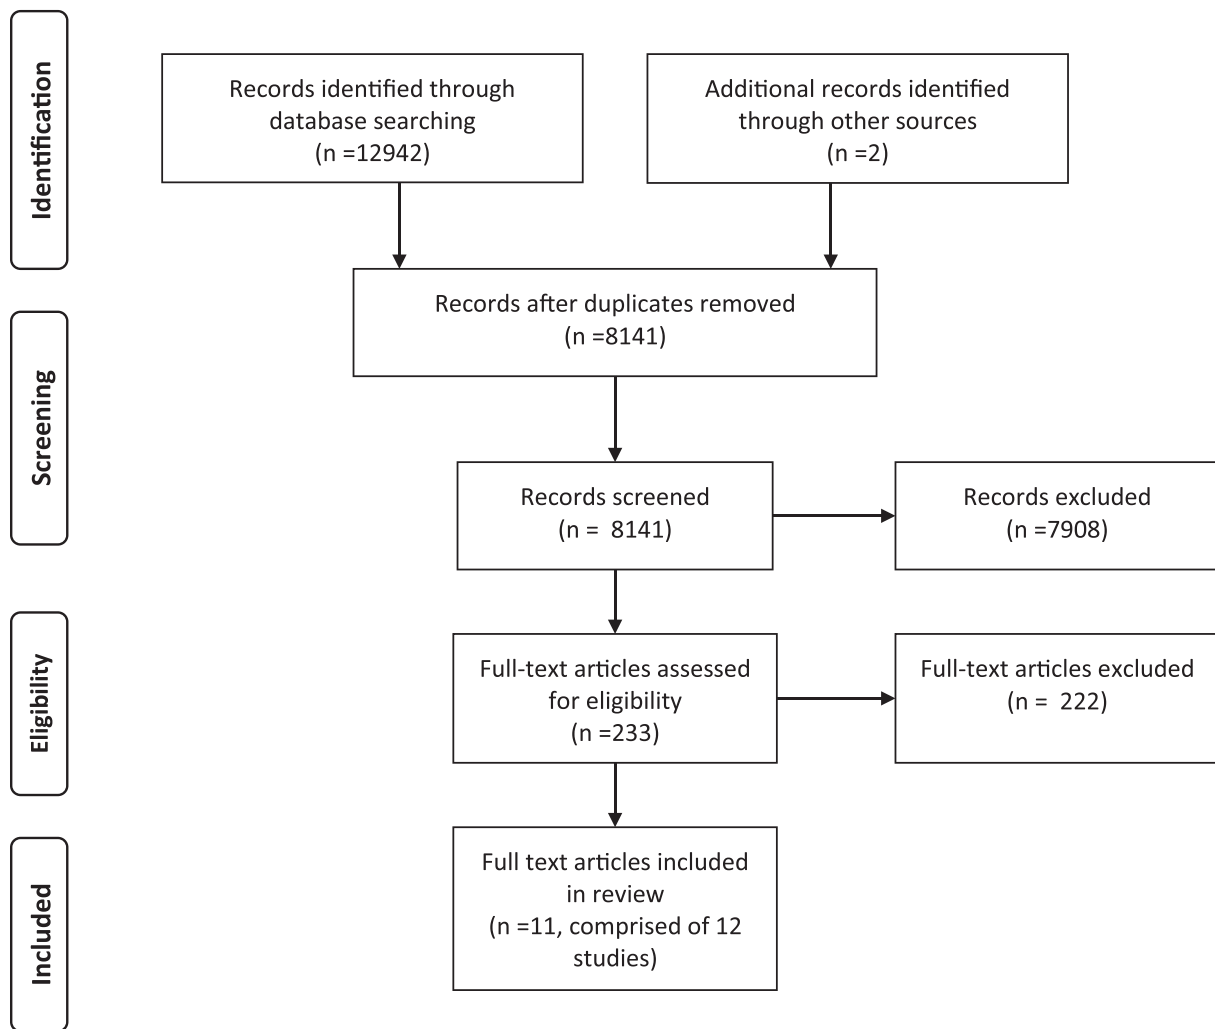 Identification
Records identified through
database searching
(n =12942)
Additional records identified
through other sources
(n =2)
Records after duplicates removed
(n =8141)
Screening
Records screened
(n = 8141)
Records excluded
(n =7908)
Eligibility
Full-text articles assessed
for eligibility
(n =233)
Full-text articles excluded
(n = 222)
Included
Full text articles included
in review
(n =11, comprised of 12
studies)